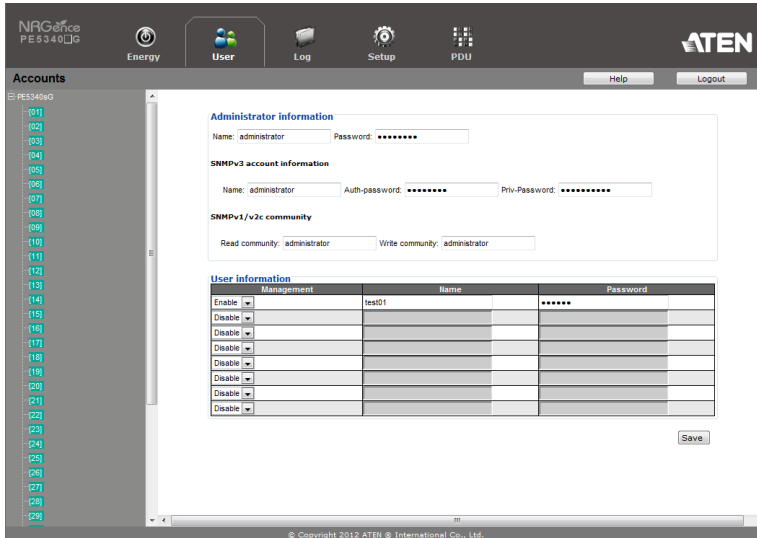 NRGence
PE5340□G
Energy
User
Log
Setup
PDU
ATEN
Accounts
Help
Logout
PE5340sG
[01]
[02]
[03]
[04]
[05]
[06]
[07]
[08]
[09]
[10]
[11]
[12]
[13]
[14]
[15]
[16]
[17]
[18]
[19]
[20]
[21]
[22]
[23]
[24]
[25]
[26]
[27]
[28]
[29]
Administrator information
Name: administrator Password: ●●●●●●●●
SNMPv3 account information
Name: administrator Auth-password: ●●●●●●●● Priv-Password: ●●●●●●●●●●
SNMPv1/v2c community
Read community: administrator Write community: administrator
User information
Management Name Password
Enable test01 ●●●●●●
Disable
Disable
Disable
Disable
Disable
Disable
Disable
Save
© Copyright 2012 ATEN ® International Co., Ltd.